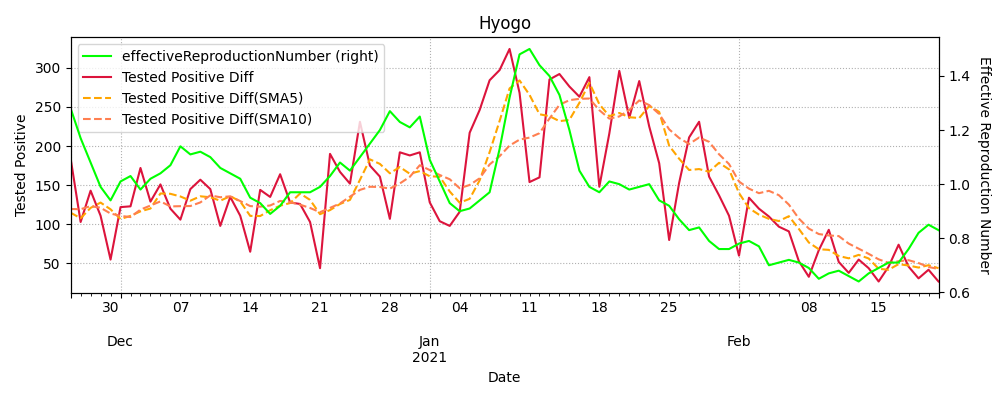 Hyogo
effectiveReproductionNumber (right)
Tested Positive Diff
Tested Positive Diff(SMA5)
Tested Positive Diff(SMA10)
Tested Positive
300
250
200
150
100
50
1.4
1.2
1.0
0.8
0.6
Effective Reproduction Number
30 07 14 21 28 04 11 18 25 08 15
Dec Jan Feb
2021
Date